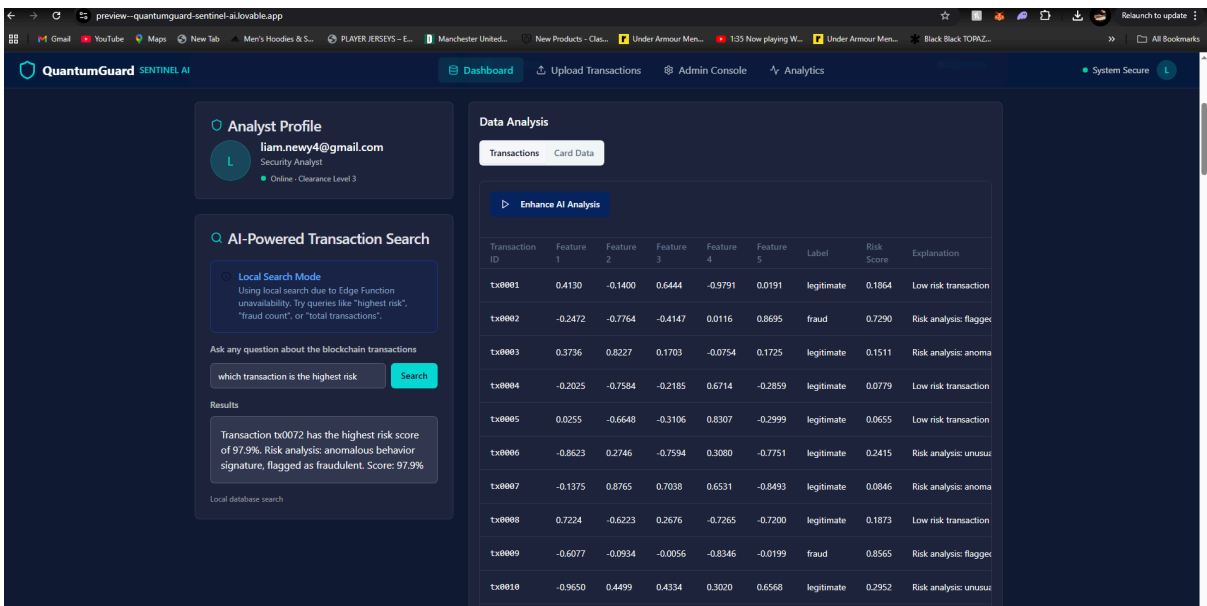 preview--quantumguard-sentinel-ai.lovable.app
Relaunch to update
Gmail YouTube Maps New Tab Men's Hoodies & S... PLAYER JERSEYS – E... Manchester United... New Products - Clas... Under Armour Men... 1:35 Now playing W... Under Armour Men... Black Black TOPAZ... » All Bookmarks
QuantumGuard SENTINEL AI Dashboard Upload Transactions Admin Console Analytics System Secure L
Analyst Profile
L
liam.newy4@gmail.com
Security Analyst
Online · Clearance Level 3
AI-Powered Transaction Search
Local Search Mode
Using local search due to Edge Function
unavailability. Try queries like "highest risk",
"fraud count", or "total transactions".
Ask any question about the blockchain transactions
which transaction is the highest risk Search
Results
Transaction tx0072 has the highest risk score
of 97.9%. Risk analysis: anomalous behavior
signature, flagged as fraudulent. Score: 97.9%
Local database search
Data Analysis
Transactions Card Data
Enhance AI Analysis
Transaction ID Feature 1 Feature 2 Feature 3 Feature 4 Feature 5 Label Risk Score Explanation
tx0001 0.4130 -0.1400 0.6444 -0.9791 0.0191 legitimate 0.1864 Low risk transaction
tx0002 -0.2472 -0.7764 -0.4147 0.0116 0.8695 fraud 0.7290 Risk analysis: flagged
tx0003 0.3736 0.8227 0.1703 -0.0754 0.1725 legitimate 0.1511 Risk analysis: anoma
tx0004 -0.2025 -0.7584 -0.2185 0.6714 -0.2859 legitimate 0.0779 Low risk transaction
tx0005 0.0255 -0.6648 -0.3106 0.8307 -0.2999 legitimate 0.0655 Low risk transaction
tx0006 -0.8623 0.2746 -0.7594 0.3080 -0.7751 legitimate 0.2415 Risk analysis: unusua
tx0007 -0.1375 0.8765 0.7038 0.6531 -0.8493 legitimate 0.0846 Risk analysis: anoma
tx0008 0.7224 -0.6223 0.2676 -0.7265 -0.7200 legitimate 0.1873 Low risk transaction
tx0009 -0.6077 -0.0934 -0.0056 -0.8346 -0.0199 fraud 0.8565 Risk analysis: flagged
tx0010 -0.9650 0.4499 0.4334 0.3020 0.6568 legitimate 0.2952 Risk analysis: unusua